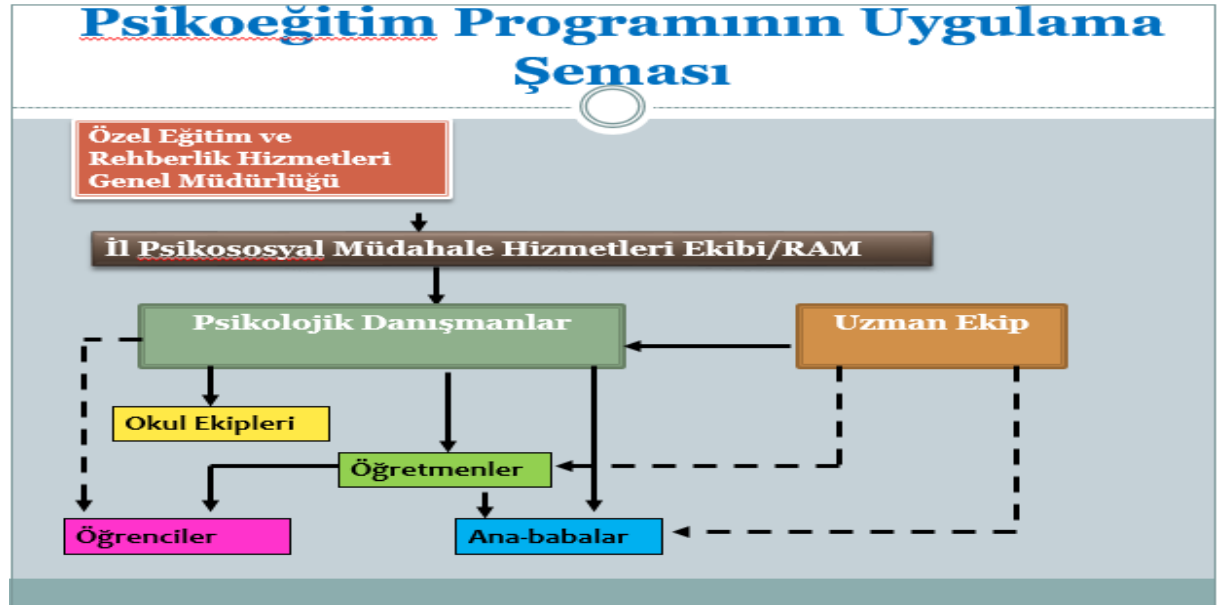 Psikoeğitim Programının Uygulama
Şeması
Özel Eğitim ve
Rehberlik Hizmetleri
Genel Müdürlüğü
İl Psikososyal Müdahale Hizmetleri Ekibi/RAM
Psikolojik Danışmanlar
Uzman Ekip
Okul Ekipleri
Öğretmenler
Öğrenciler
Ana-babalar